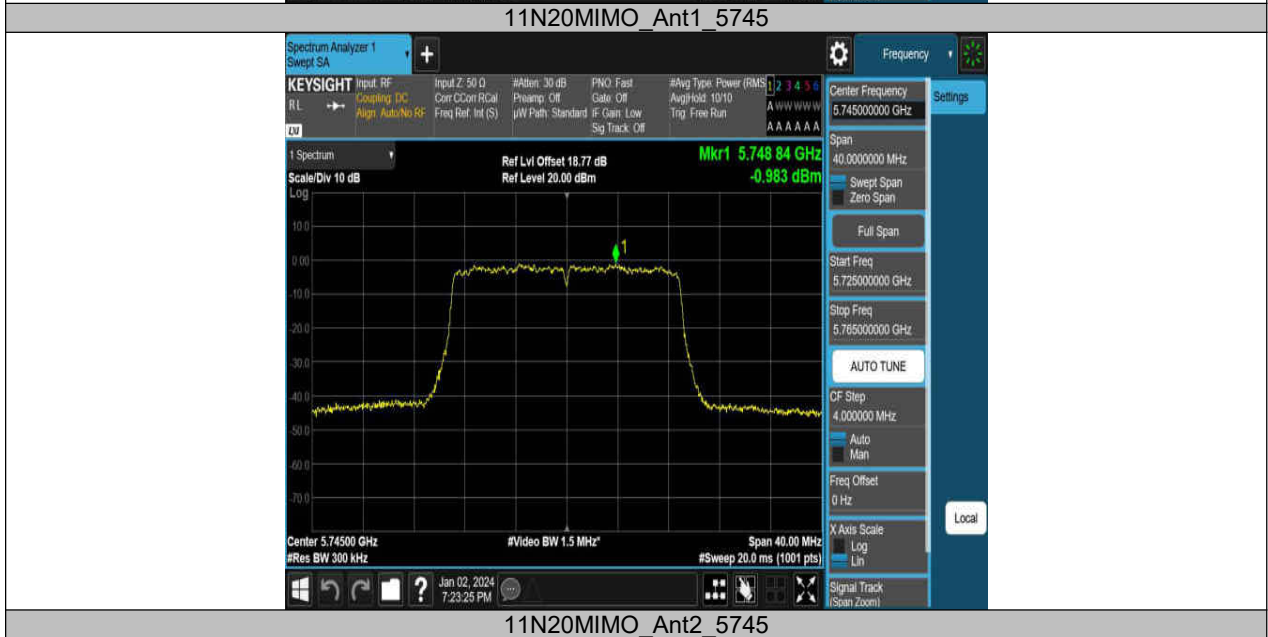 11N20MIMO_Ant1_5745
Spectrum Analyzer 1
Swept SA
+
Frequency
KEYSIGHT
RL
LXI
Input: RF
Coupling: DC
Align: Auto/No RF
Input Z: 50 Ω
Corr CCorr RCal
Freq Ref: Int (S)
#Atten: 30 dB
Preamp: Off
µW Path: Standard
PNO: Fast
Gate: Off
IF Gain: Low
Sig Track: Off
#Avg Type: Power (RMS
Avg|Hold: 10/10
Trig: Free Run
1 2 3 4 5 6
A W W W W W
A A A A A A
Center Frequency
5.745000000 GHz
Settings
1 Spectrum
Scale/Div 10 dB
Log
Ref Lvl Offset 18.77 dB
Ref Level 20.00 dBm
Mkr1 5.748 84 GHz
-0.983 dBm
Span
40.0000000 MHz
Swept Span
Zero Span
Full Span
Start Freq
5.725000000 GHz
Stop Freq
5.765000000 GHz
AUTO TUNE
CF Step
4.000000 MHz
Auto
Man
Freq Offset
0 Hz
X Axis Scale
Log
Lin
Signal Track
(Span Zoom)
Local
1
10.0
0.00
-10.0
-20.0
-30.0
-40.0
-50.0
-60.0
-70.0
Center 5.74500 GHz
#Res BW 300 kHz
#Video BW 1.5 MHz*
Span 40.00 MHz
#Sweep 20.0 ms (1001 pts)
?
Jan 02, 2024
7:23:25 PM
11N20MIMO_Ant2_5745